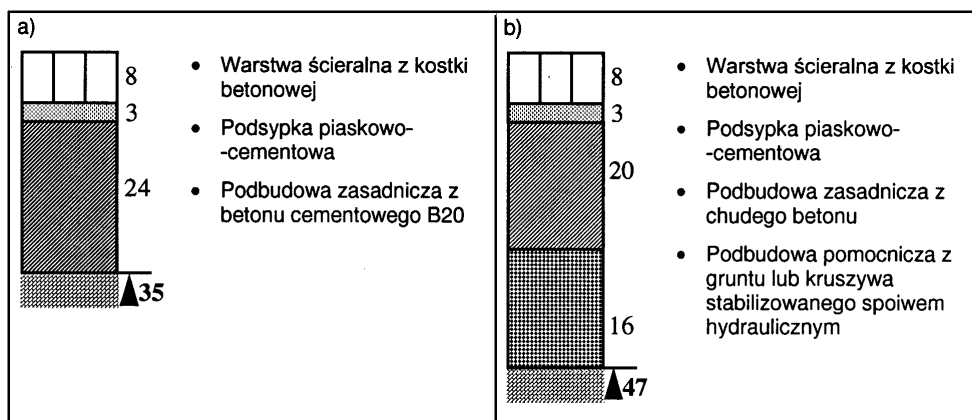 a)
8
3
24
35
• Warstwa ścieralna z kostki
betonowej
• Podsypka piaskowo-
-cementowa
• Podbudowa zasadnicza z
betonu cementowego B20
b)
8
3
20
16
47
• Warstwa ścieralna z kostki
betonowej
• Podsypka piaskowo-
-cementowa
• Podbudowa zasadnicza z
chudego betonu
• Podbudowa pomocnicza z
gruntu lub kruszywa
stabilizowanego spoiwem
hydraulicznym